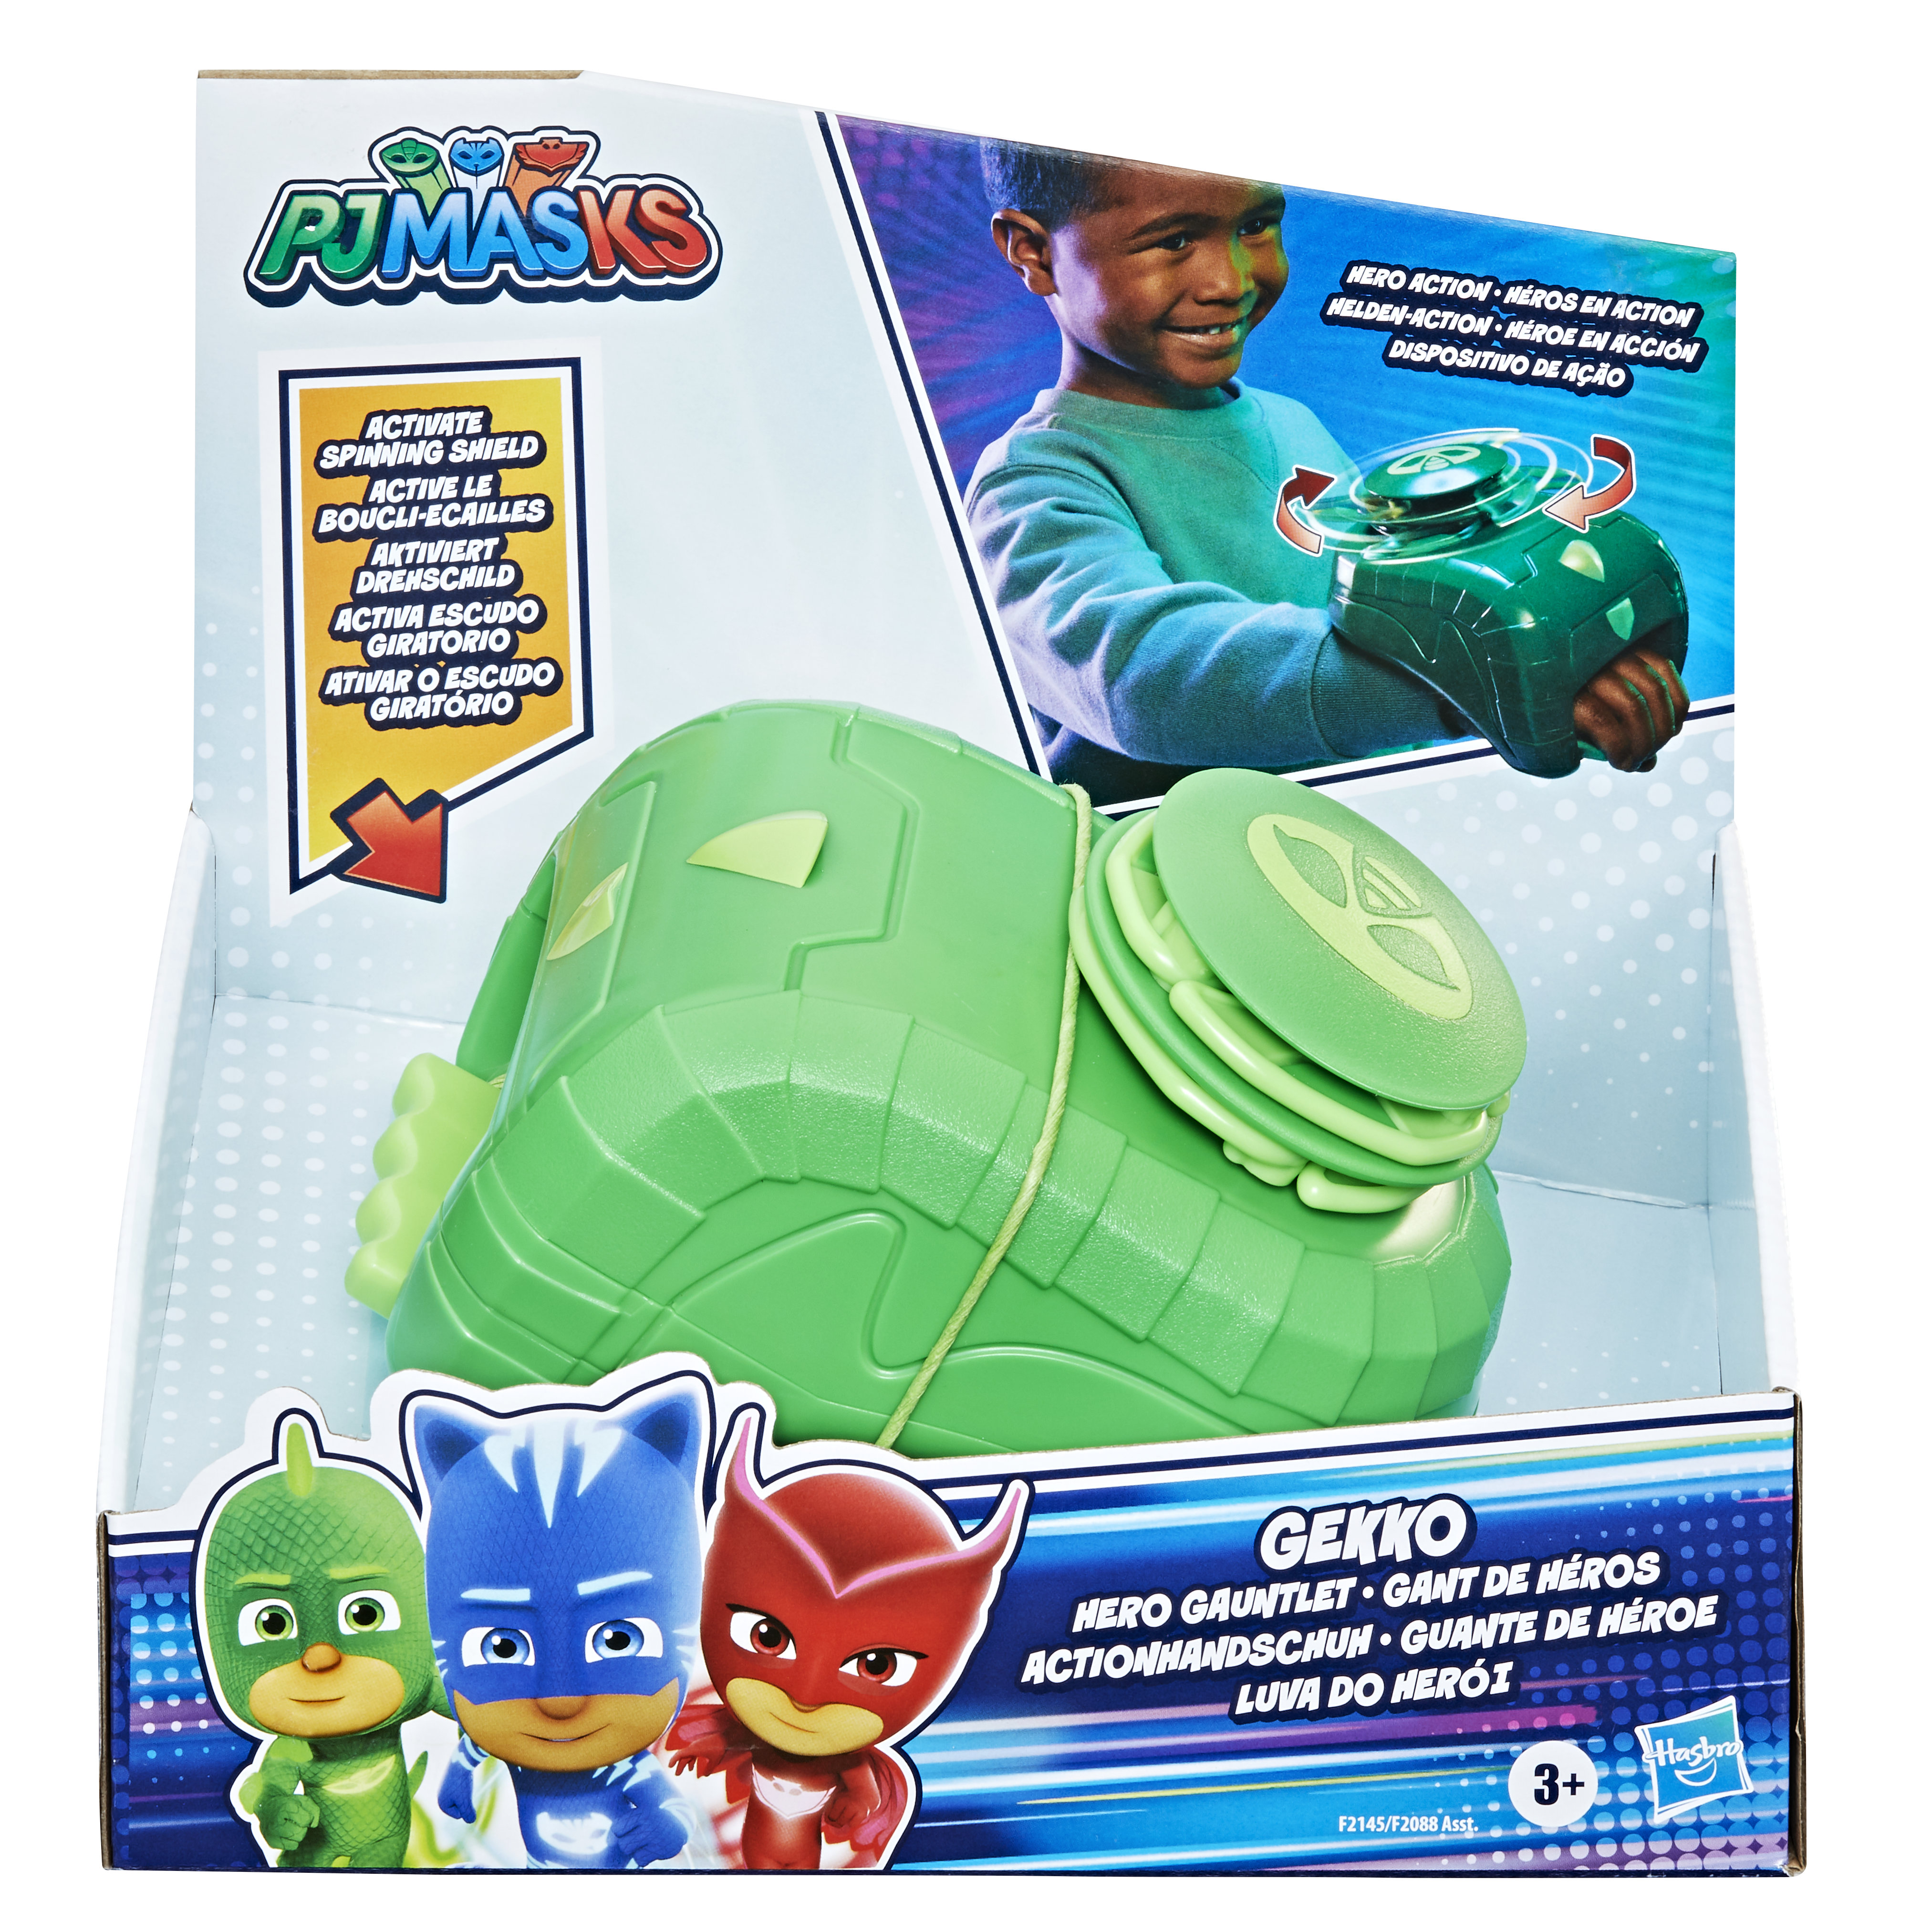 PJMASKS
HERO ACTION • HÉROS EN ACTION
HELDEN-ACTION • HÉROE EN ACCIÓN
DISPOSITIVO DE AÇÃO
ACTIVATE
SPINNING SHIELD
ACTIVE LE
BOUCLI-ECAILLES
AKTIVIERT
DREHSCHILD
ACTIVA ESCUDO
GIRATORIO
ATIVAR O ESCUDO
GIRATÓRIO
GEKKO
HERO GAUNTLET • GANT DE HÉROS
ACTIONHANDSCHUH • GUANTE DE HÉROE
LUVA DO HERÓI
Hasbro
3+
F2145/F2088 Asst.